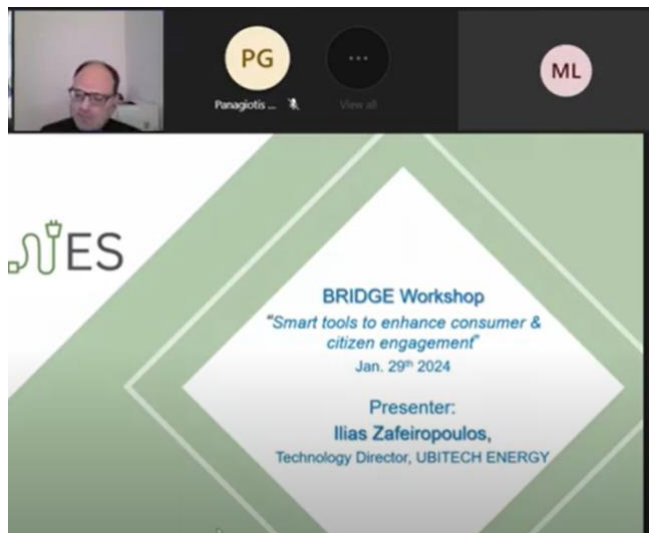 PG
ML
Panagiotis ...
View all
ES
BRIDGE Workshop
“Smart tools to enhance consumer &
citizen engagement”
Jan. 29th 2024
Presenter:
Ilias Zafeiropoulos,
Technology Director, UBITECH ENERGY